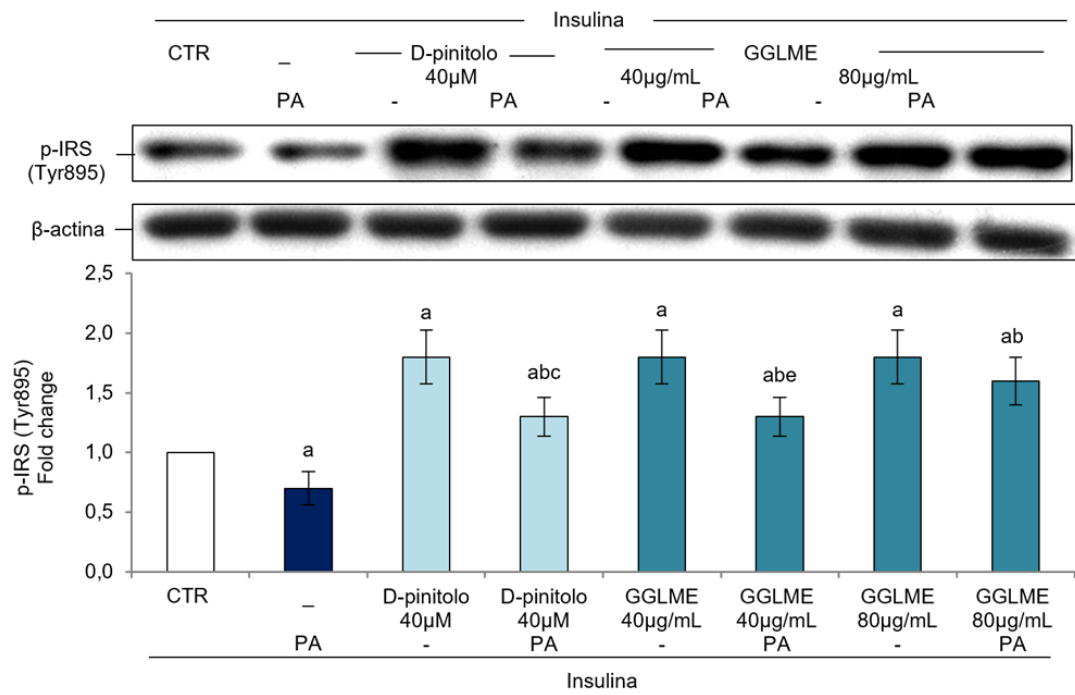 Insulina
CTR – D-pinitolo GGLME
40µM 40µg/mL 80µg/mL
PA - PA - PA - PA
p-IRS
(Tyr895)
β-actina
2,5
2,0
1,5
1,0
0,5
0,0
p-IRS (Tyr895)
Fold change
a
a
abc
a
abe
a
ab
CTR – D-pinitolo D-pinitolo GGLME GGLME GGLME GGLME
40µM 40µM 40µg/mL 40µg/mL 80µg/mL 80µg/mL
PA - PA - PA - PA
Insulina